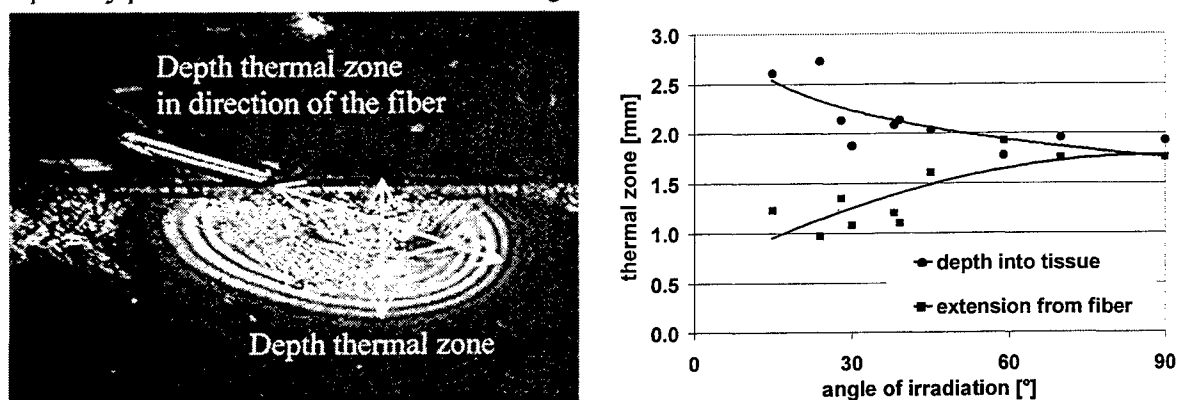 Depth thermal zone
in direction of the fiber
Depth thermal zone
3.0
2.5
2.0
1.5
1.0
0.5
0.0
thermal zone [mm]
depth into tissue
extension from fiber
0
30
60
90
angle of irradiation [°]